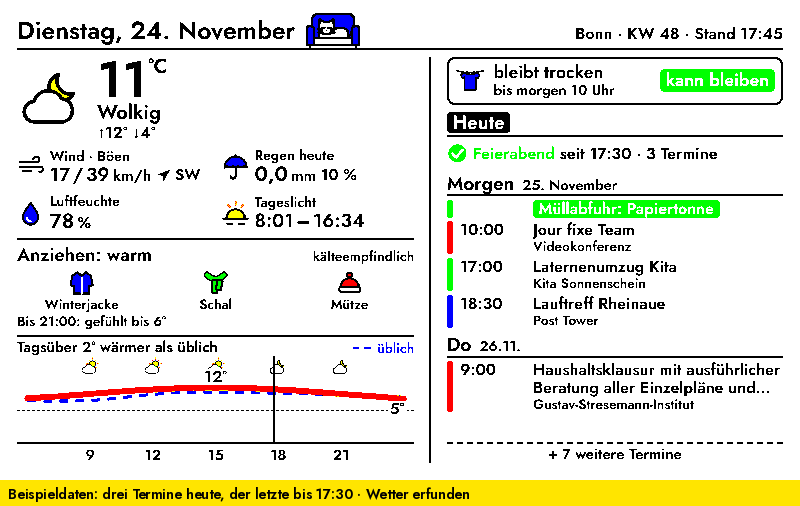 Dienstag, 24. November
Bonn · KW 48 · Stand 17:45
11°C
Wolkig
↑12° ↓4°
Wind · Böen
17/39 km/h SW
Regen heute
0,0 mm 10 %
Luftfeuchte
78 %
Tageslicht
8:01–16:34
Anziehen: warm
kälteempfindlich
Winterjacke
Schal
Mütze
Bis 21:00: gefühlt bis 6°
Tagsüber 2° wärmer als üblich
-- üblich
12°
5°
9 12 15 18 21
bleibt trocken
bis morgen 10 Uhr
kann bleiben
Heute
Feierabend seit 17:30 · 3 Termine
Morgen 25. November
Müllabfuhr: Papiertonne
10:00 Jour fixe Team
Videokonferenz
17:00 Laternenumzug Kita
Kita Sonnenschein
18:30 Lauftreff Rheinaue
Post Tower
Do 26.11.
9:00 Haushaltsklausur mit ausführlicher
Beratung aller Einzelpläne und...
Gustav-Stresemann-Institut
+ 7 weitere Termine
Beispieldaten: drei Termine heute, der letzte bis 17:30 · Wetter erfunden